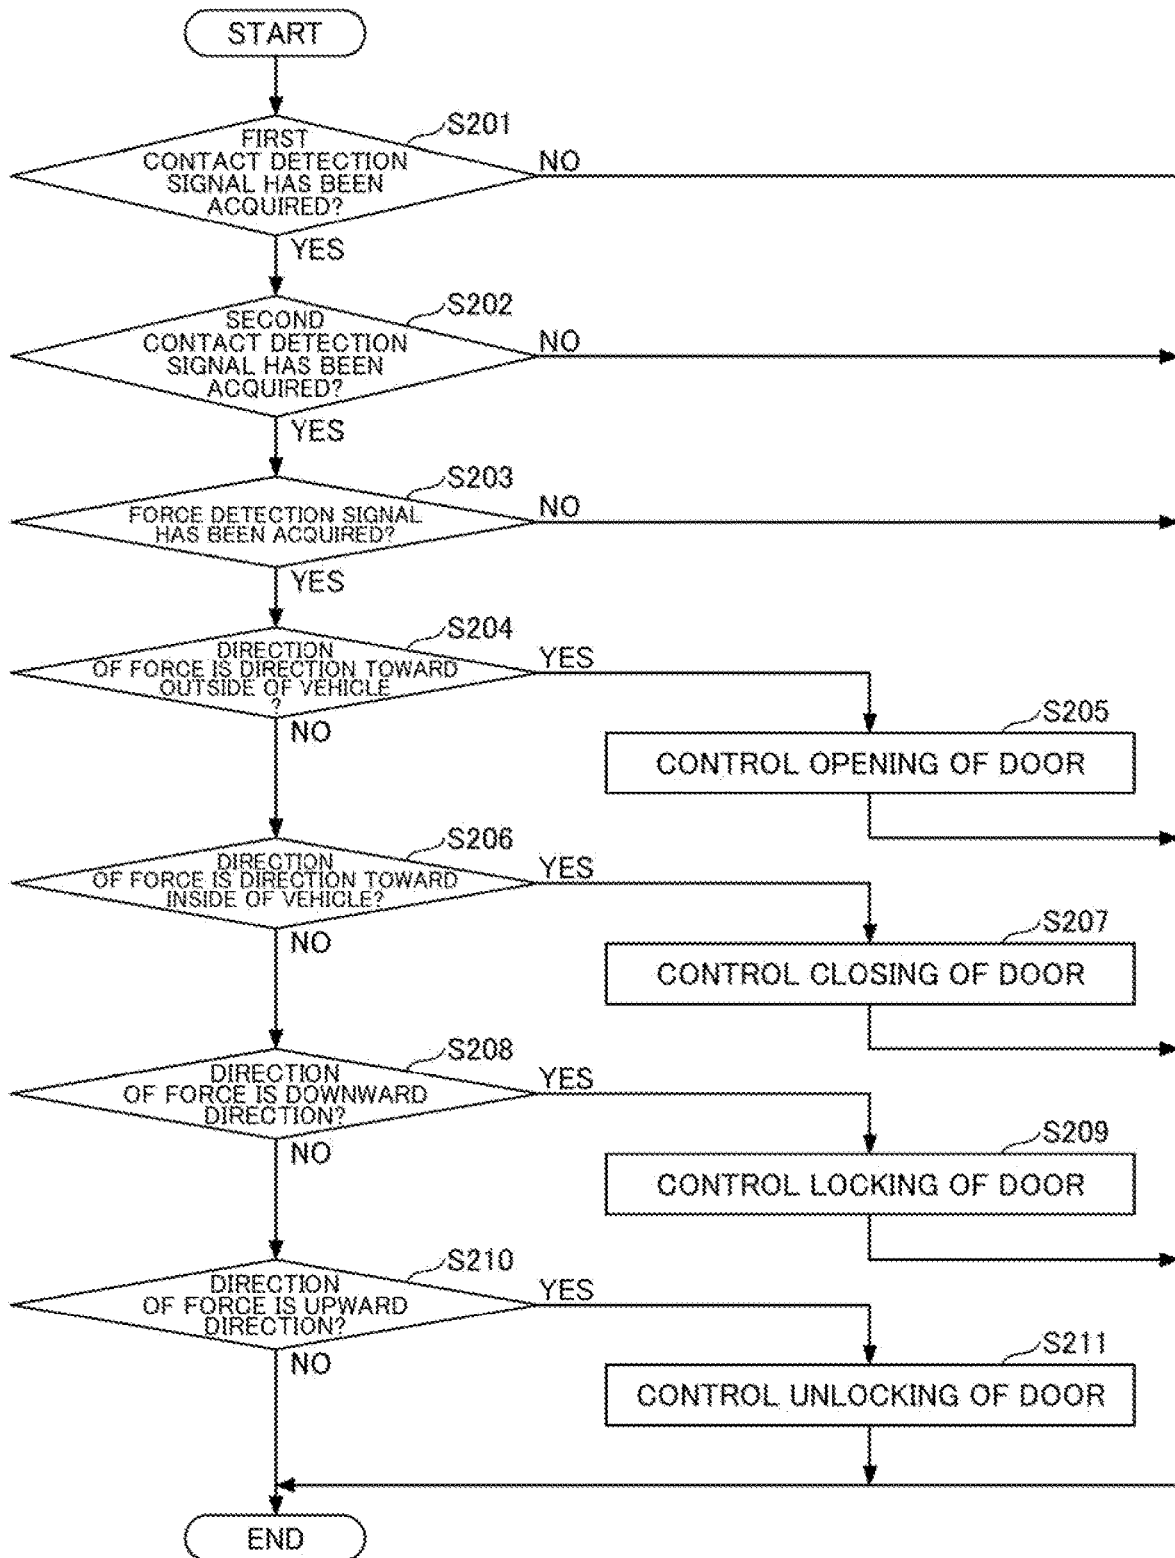 START
S201
FIRST
CONTACT DETECTION
SIGNAL HAS BEEN
ACQUIRED?
NO
YES
S202
SECOND
CONTACT DETECTION
SIGNAL HAS BEEN
ACQUIRED?
NO
YES
S203
FORCE DETECTION SIGNAL
HAS BEEN ACQUIRED?
NO
YES
S204
DIRECTION
OF FORCE IS DIRECTION TOWARD
OUTSIDE OF VEHICLE
?
YES
NO
S205
CONTROL OPENING OF DOOR
S206
DIRECTION
OF FORCE IS DIRECTION TOWARD
INSIDE OF VEHICLE?
YES
NO
S207
CONTROL CLOSING OF DOOR
S208
DIRECTION
OF FORCE IS DOWNWARD
DIRECTION?
YES
NO
S209
CONTROL LOCKING OF DOOR
S210
DIRECTION
OF FORCE IS UPWARD
DIRECTION?
YES
NO
S211
CONTROL UNLOCKING OF DOOR
END